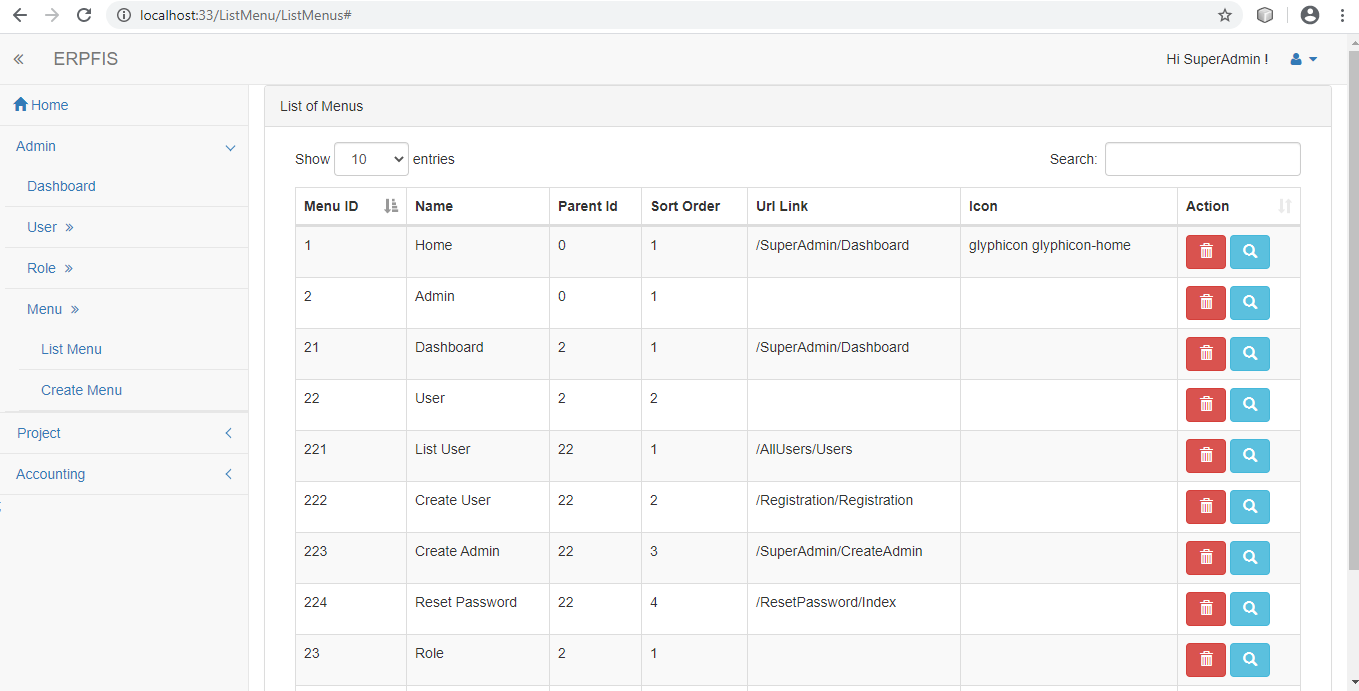 localhost:33/ListMenu/ListMenus#
ERPFIS
Hi SuperAdmin !
Home
Admin
Dashboard
User »
Role »
Menu »
List Menu
Create Menu
Project
Accounting
List of Menus
Show 10 entries
Search:
Menu ID Name Parent Id Sort Order Url Link Icon Action
1 Home 0 1 /SuperAdmin/Dashboard glyphicon glyphicon-home
2 Admin 0 1
21 Dashboard 2 1 /SuperAdmin/Dashboard
22 User 2 2
221 List User 22 1 /AllUsers/Users
222 Create User 22 2 /Registration/Registration
223 Create Admin 22 3 /SuperAdmin/CreateAdmin
224 Reset Password 22 4 /ResetPassword/Index
23 Role 2 1